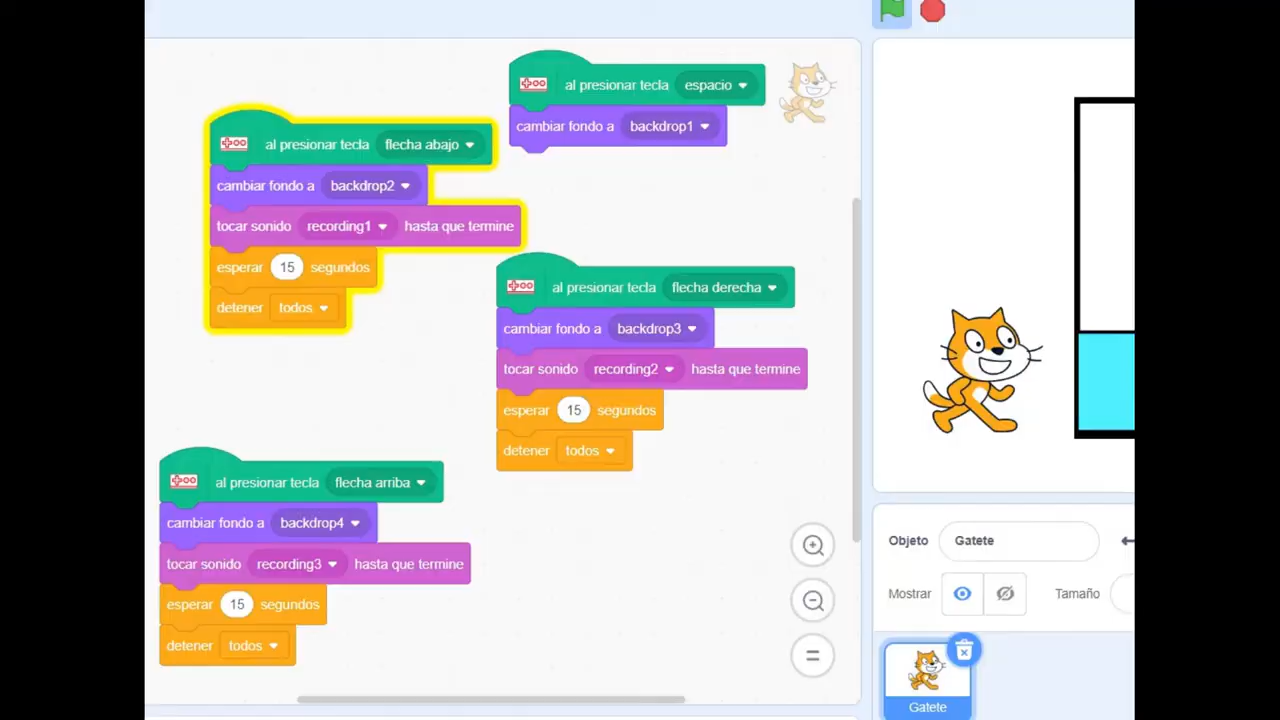 al presionar tecla espacio
cambiar fondo a backdrop1
al presionar tecla flecha abajo
cambiar fondo a backdrop2
tocar sonido recording1 hasta que termine
esperar 15 segundos
detener todos
al presionar tecla flecha derecha
cambiar fondo a backdrop3
tocar sonido recording2 hasta que termine
esperar 15 segundos
detener todos
al presionar tecla flecha arriba
cambiar fondo a backdrop4
tocar sonido recording3 hasta que termine
esperar 15 segundos
detener todos
Objeto Gatete
Mostrar Tamaño
Gatete